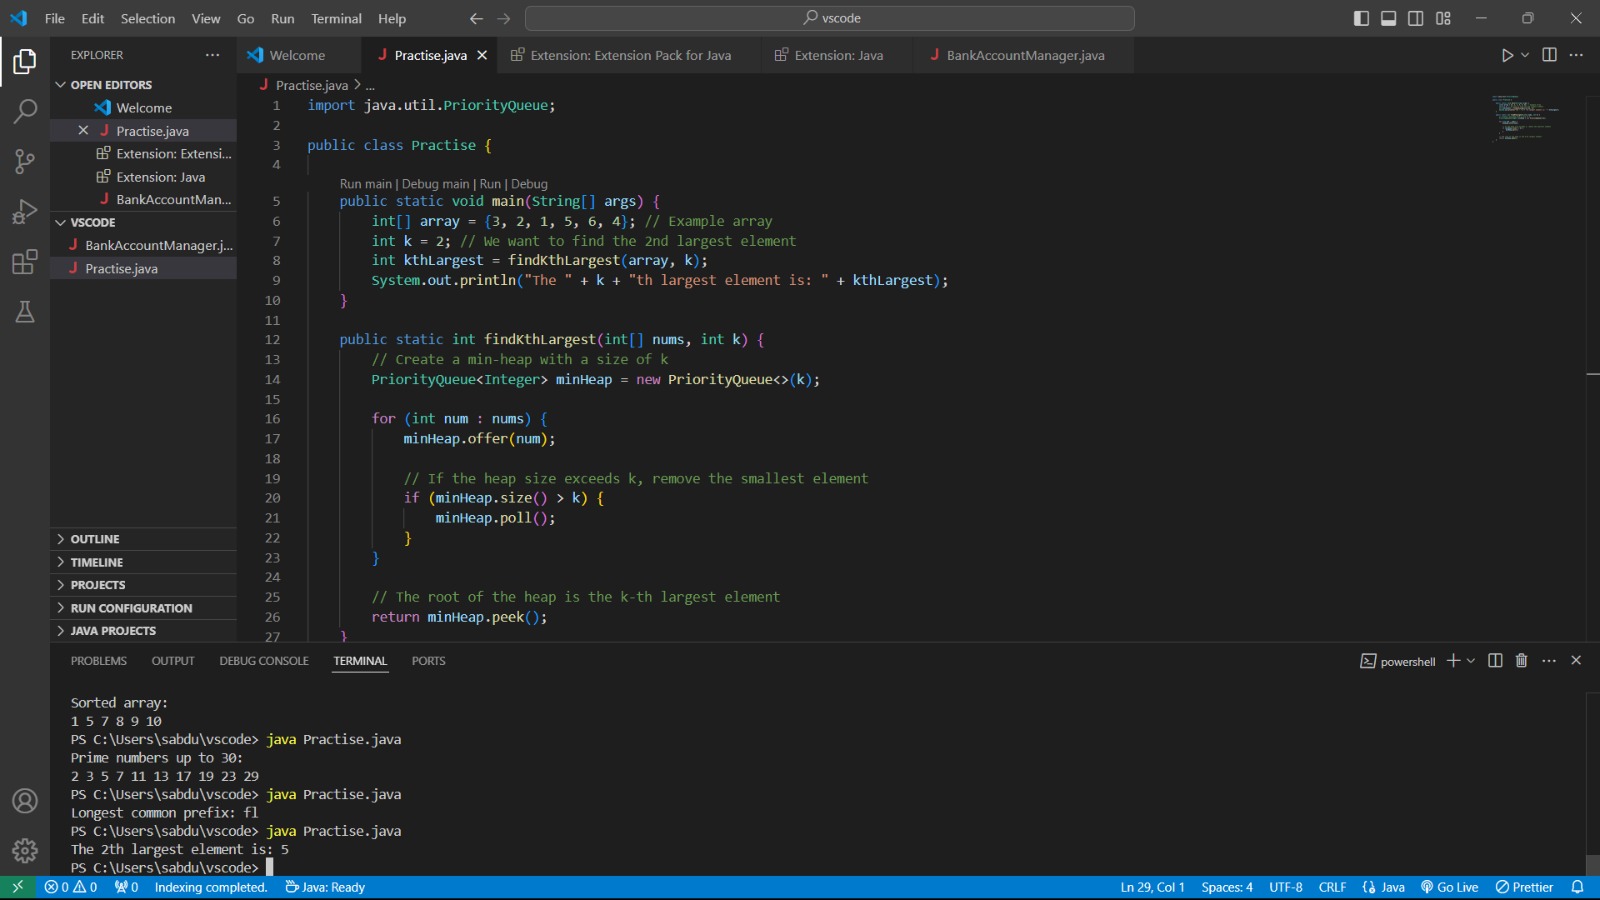 File Edit Selection View Go Run Terminal Help
vscode
EXPLORER
Welcome
Practise.java
Extension: Extension Pack for Java
Extension: Java
BankAccountManager.java
OPEN EDITORS
Welcome
Practise.java
Extension: Extensi...
Extension: Java
BankAccountMan...
VSCODE
BankAccountManager.j...
Practise.java
OUTLINE
TIMELINE
PROJECTS
RUN CONFIGURATION
JAVA PROJECTS
Practise.java > ...
1 import java.util.PriorityQueue;
2
3 public class Practise {
4
Run main | Debug main | Run | Debug
5 public static void main(String[] args) {
6 int[] array = {3, 2, 1, 5, 6, 4}; // Example array
7 int k = 2; // We want to find the 2nd largest element
8 int kthLargest = findKthLargest(array, k);
9 System.out.println("The " + k + "th largest element is: " + kthLargest);
10 }
11
12 public static int findKthLargest(int[] nums, int k) {
13 // Create a min-heap with a size of k
14 PriorityQueue<Integer> minHeap = new PriorityQueue<>(k);
15
16 for (int num : nums) {
17 minHeap.offer(num);
18
19 // If the heap size exceeds k, remove the smallest element
20 if (minHeap.size() > k) {
21 minHeap.poll();
22 }
23 }
24
25 // The root of the heap is the k-th largest element
26 return minHeap.peek();
27 }
PROBLEMS OUTPUT DEBUG CONSOLE TERMINAL PORTS
powershell
Sorted array:
1 5 7 8 9 10
PS C:\Users\sabdu\vscode> java Practise.java
Prime numbers up to 30:
2 3 5 7 11 13 17 19 23 29
PS C:\Users\sabdu\vscode> java Practise.java
Longest common prefix: fl
PS C:\Users\sabdu\vscode> java Practise.java
The 2th largest element is: 5
PS C:\Users\sabdu\vscode>
0 0 0 Indexing completed. Java: Ready Ln 29, Col 1 Spaces: 4 UTF-8 CRLF Java Go Live Prettier